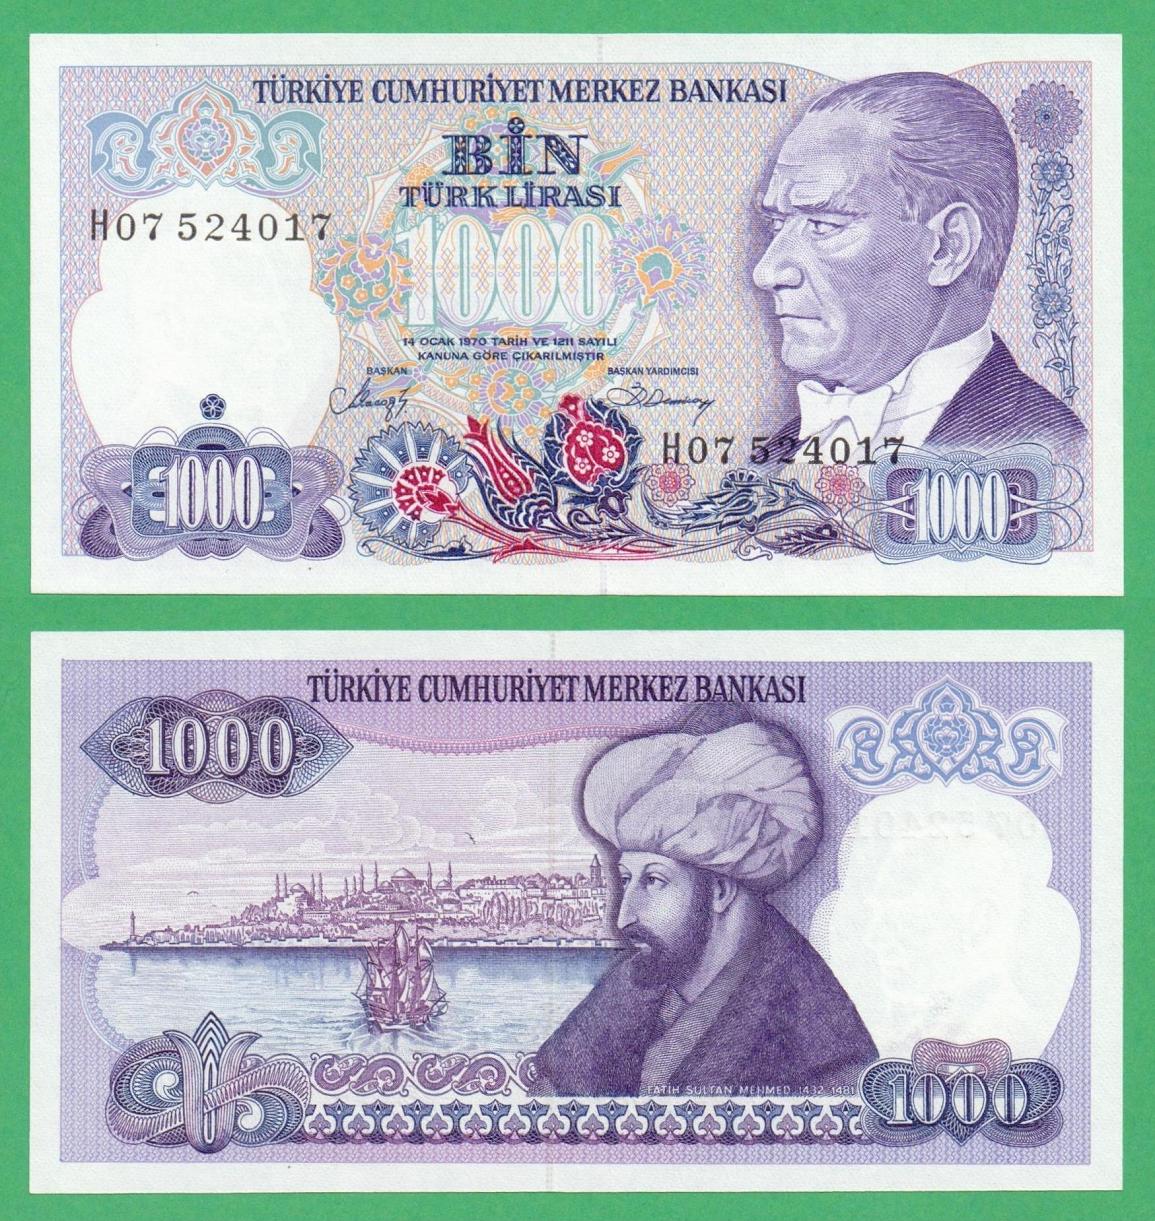 TÜRKİYE CUMHURİYET MERKEZ BANKASI
BİN
TÜRK LİRASI
H07 524017
1000
14 OCAK 1970 TARİH VE 1211 SAYILI
KANUNA GÖRE ÇIKARILMIŞTIR
BAŞKAN BAŞKAN YARDIMCISI
H07 524017
1000 1000
TÜRKİYE CUMHURİYET MERKEZ BANKASI
1000
FATİH SULTAN MEHMED 1432-1481
1000